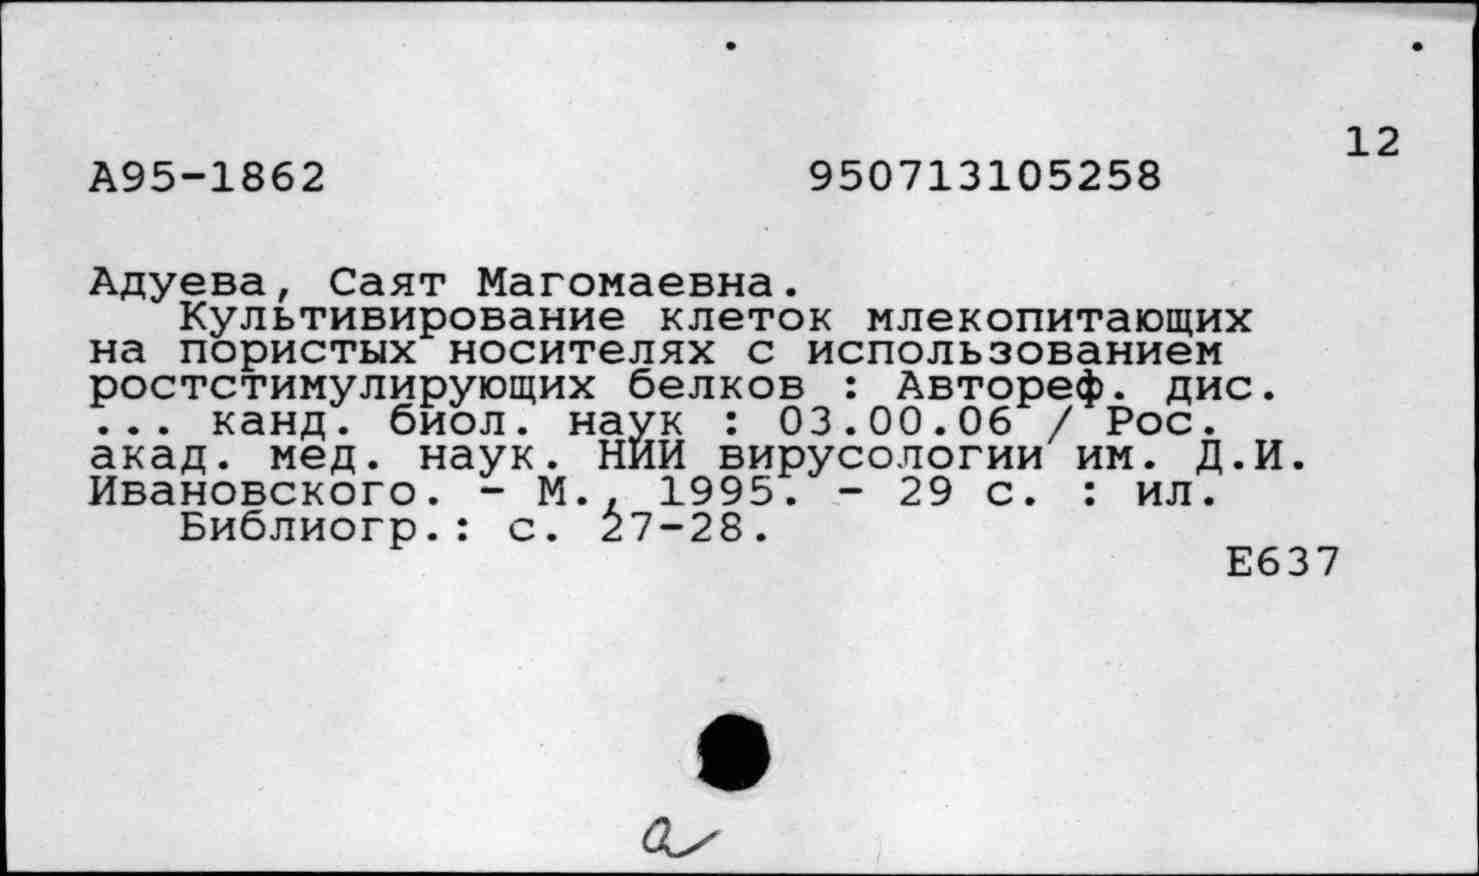 12
А95-1862 950713105258
Адуева, Саят Магомаевна.
Культивирование клеток млекопитающих
на пористых носителях с использованием
ростстимулирующих белков : Автореф. дис.
... канд. биол. наук : 03.00.06 / Рос.
акад. мед. наук. НИИ вирусологии им. Д.И.
Ивановского. - М., 1995. - 29 с. : ил.
Библиогр.: с. 27-28.
Е637
а